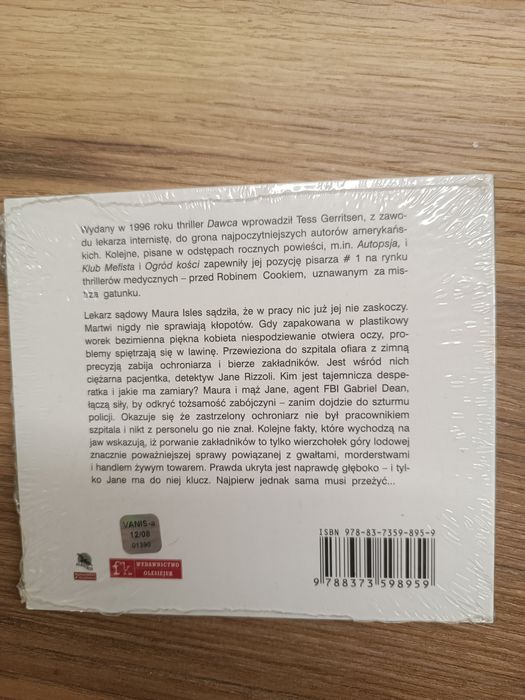 Wydany w 1996 roku thriller Dawca wprowadził Tess Gerritsen, z zawo-
du lekarza internistę, do grona najpoczytniejszych autorów amerykańs-
kich. Kolejne, pisane w odstępach rocznych powieści, m.in. Autopsja, i
Klub Mefista i Ogród kości zapewniły jej pozycję pisarza # 1 na rynku
thrillerów medycznych – przed Robinem Cookiem, uznawanym za mis-
trza gatunku.
Lekarz sądowy Maura Isles sądziła, że w pracy nic już jej nie zaskoczy.
Martwi nigdy nie sprawiają kłopotów. Gdy zapakowana w plastikowy
worek bezimienna piękna kobieta niespodziewanie otwiera oczy, pro-
blemy spiętrzają się w lawinę. Przewieziona do szpitala ofiara z zimną
precyzją zabija ochroniarza i bierze zakładników. Jest wśród nich
ciężarna pacjentka, detektyw Jane Rizzoli. Kim jest tajemnicza despe-
ratka i jakie ma zamiary? Maura i mąż Jane, agent FBI Gabriel Dean,
łączą siły, by odkryć tożsamość zabójczyni – zanim dojdzie do szturmu
policji. Okazuje się że zastrzelony ochroniarz nie był pracownikiem
szpitala i nikt z personelu go nie znał. Kolejne fakty, które wychodzą na
jaw wskazują, iż porwanie zakładników to tylko wierzchołek góry lodowej
znacznie poważniejszej sprawy powiązanej z gwałtami, morderstwami
i handlem żywym towarem. Prawda ukryta jest naprawdę głęboko – i tyl-
ko Jane ma do niej klucz. Najpierw jednak sama musi przeżyć...
VANIS-a
12/08
01390
fk WYDAWNICTWO
OLESIEJUK
ISBN 978-83-7359-895-9
9 788373 598959